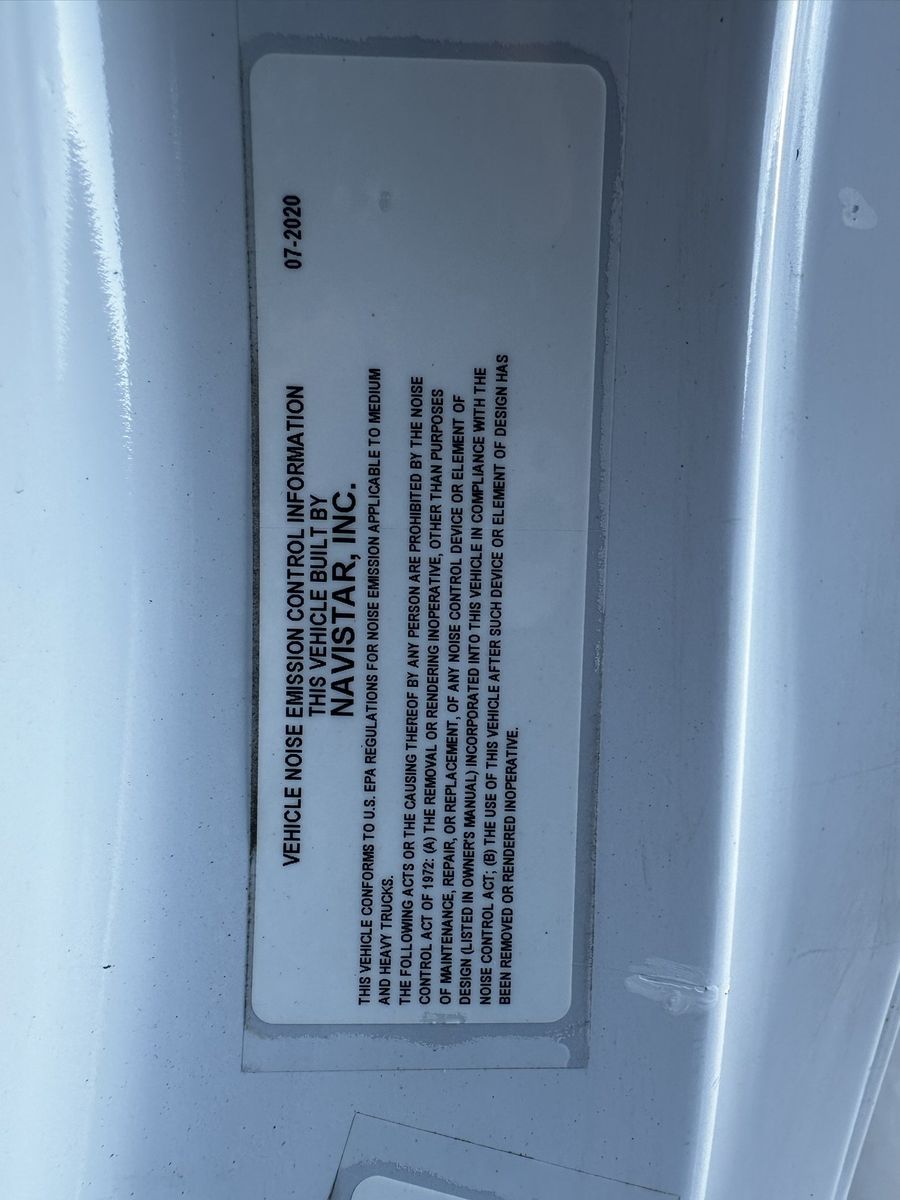 VEHICLE NOISE EMISSION CONTROL INFORMATION 07-2020
THIS VEHICLE BUILT BY
NAVISTAR, INC.
THIS VEHICLE CONFORMS TO U.S. EPA REGULATIONS FOR NOISE EMISSION APPLICABLE TO MEDIUM
AND HEAVY TRUCKS.
THE FOLLOWING ACTS OR THE CAUSING THEREOF BY ANY PERSON ARE PROHIBITED BY THE NOISE
CONTROL ACT OF 1972: (A) THE REMOVAL OR RENDERING INOPERATIVE, OTHER THAN PURPOSES
OF MAINTENANCE, REPAIR, OR REPLACEMENT, OF ANY NOISE CONTROL DEVICE OR ELEMENT OF
DESIGN (LISTED IN OWNER'S MANUAL) INCORPORATED INTO THIS VEHICLE IN COMPLIANCE WITH THE
NOISE CONTROL ACT; (B) THE USE OF THIS VEHICLE AFTER SUCH DEVICE OR ELEMENT OF DESIGN HAS
BEEN REMOVED OR RENDERED INOPERATIVE.